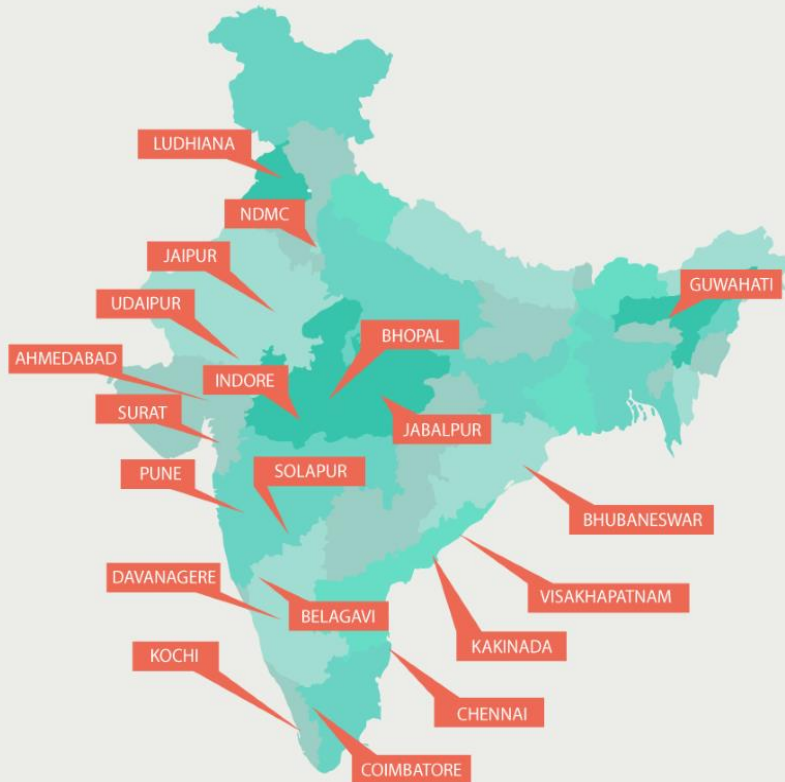 LUDHIANA
NDMC
JAIPUR
GUWAHATI
UDAIPUR
BHOPAL
AHMEDABAD
INDORE
SURAT
JABALPUR
PUNE
SOLAPUR
BHUBANESWAR
DAVANAGERE
VISAKHAPATNAM
BELAGAVI
KAKINADA
KOCHI
CHENNAI
COIMBATORE